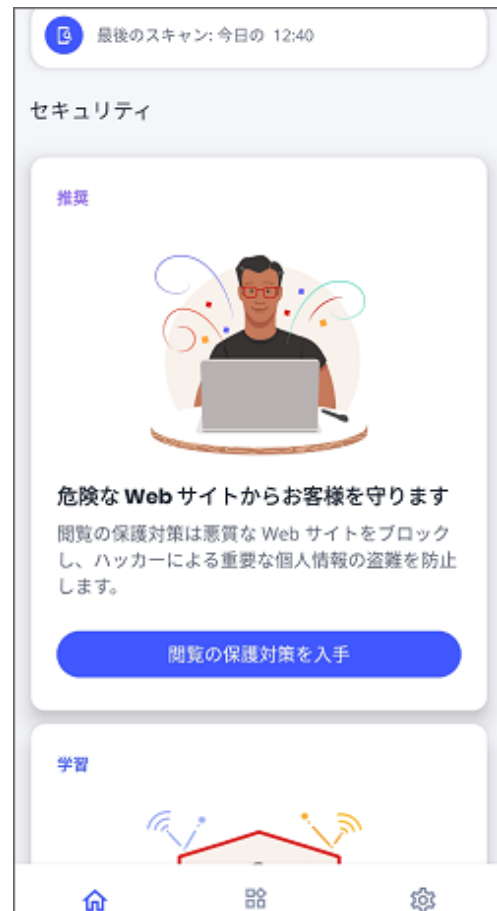 最後のスキャン: 今日の 12:40
セキュリティ
推奨
危険な Web サイトからお客様を守ります
閲覧の保護対策は悪質な Web サイトをブロック
し、ハッカーによる重要な個人情報の盗難を防止
します。
閲覧の保護対策を入手
学習